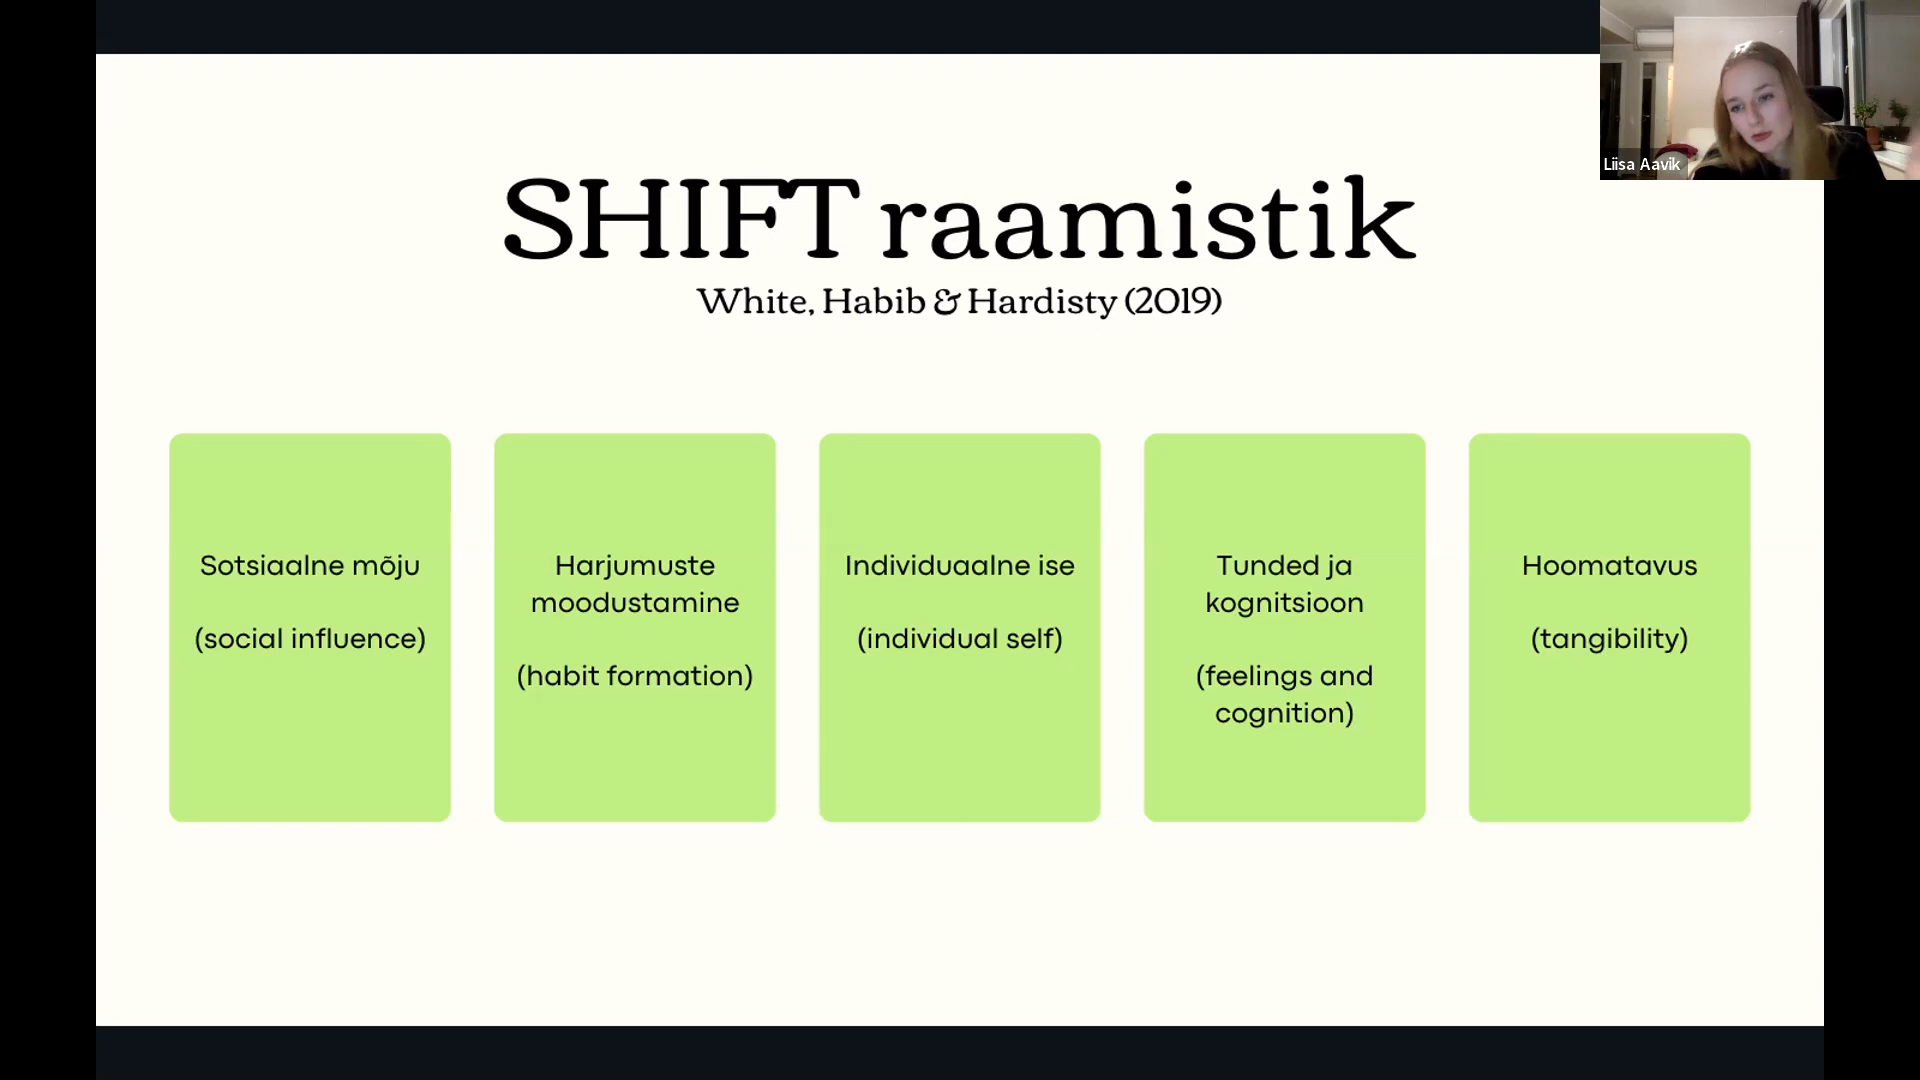 Liisa Aavik
SHIFT raamistik
White, Habib & Hardisty (2019)
Sotsiaalne mõju
(social influence)
Harjumuste
moodustamine
(habit formation)
Individuaalne ise
(individual self)
Tunded ja
kognitsioon
(feelings and
cognition)
Hoomatavus
(tangibility)